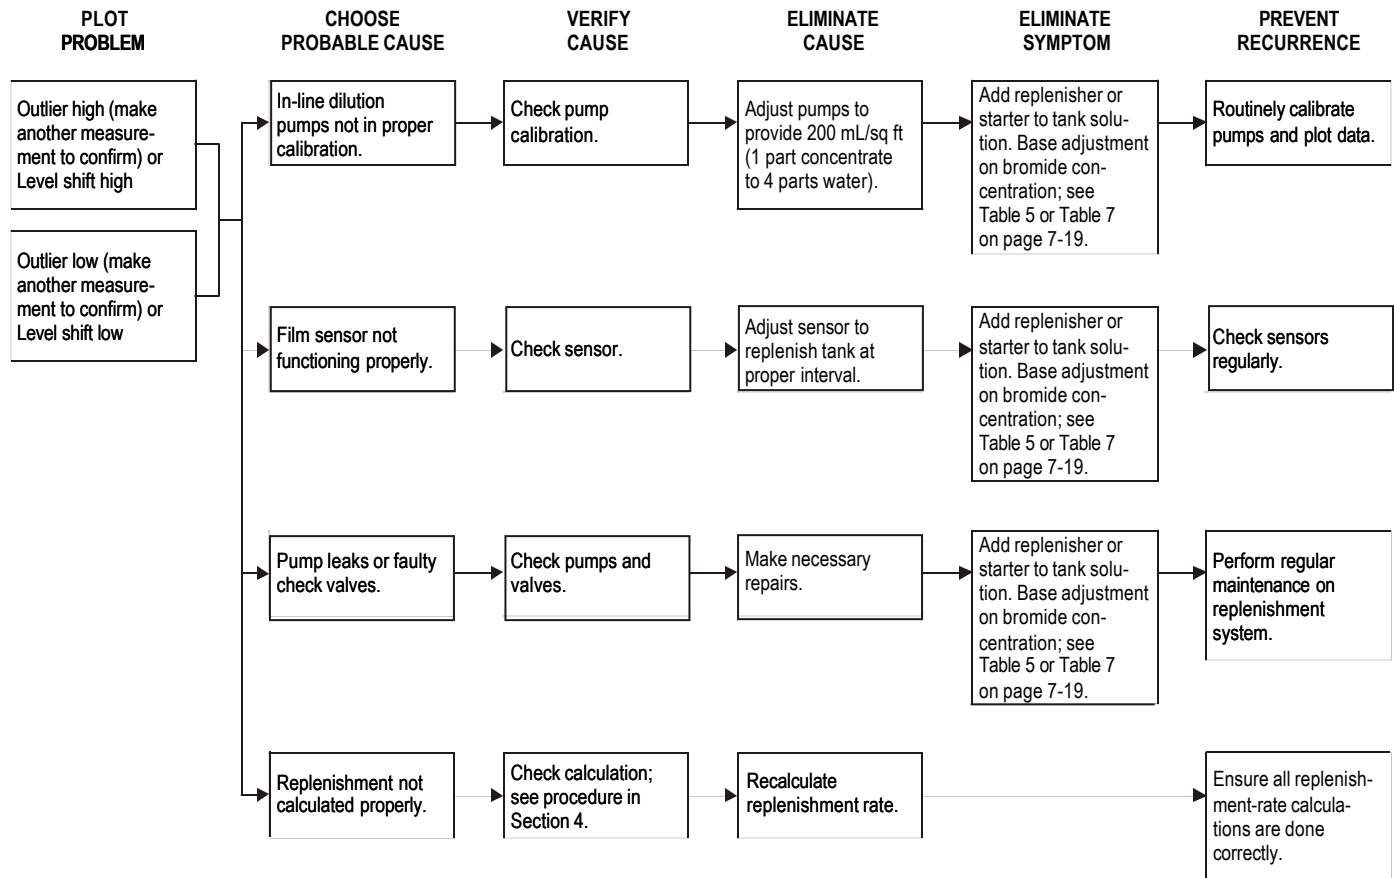 PLOT
PROBLEM
CHOOSE
PROBABLE CAUSE
VERIFY
CAUSE
ELIMINATE
CAUSE
ELIMINATE
SYMPTOM
PREVENT
RECURRENCE
Outlier high (make
another measure-
ment to confirm) or
Level shift high
Outlier low (make
another measure-
ment to confirm) or
Level shift low
In-line dilution
pumps not in proper
calibration.
Check pump
calibration.
Adjust pumps to
provide 200 mL/sq ft
(1 part concentrate
to 4 parts water).
Add replenisher or
starter to tank solu-
tion. Base adjustment
on bromide con-
centration; see
Table 5 or Table 7
on page 7-19.
Routinely calibrate
pumps and plot data.
Film sensor not
functioning properly.
Check sensor.
Adjust sensor to
replenish tank at
proper interval.
Add replenisher or
starter to tank solu-
tion. Base adjustment
on bromide con-
centration; see
Table 5 or Table 7
on page 7-19.
Check sensors
regularly.
Pump leaks or faulty
check valves.
Check pumps and
valves.
Make necessary
repairs.
Add replenisher or
starter to tank solu-
tion. Base adjustment
on bromide con-
centration; see
Table 5 or Table 7
on page 7-19.
Perform regular
maintenance on
replenishment
system.
Replenishment not
calculated properly.
Check calculation;
see procedure in
Section 4.
Recalculate
replenishment rate.
Ensure all replenish-
ment-rate calcula-
tions are done
correctly.